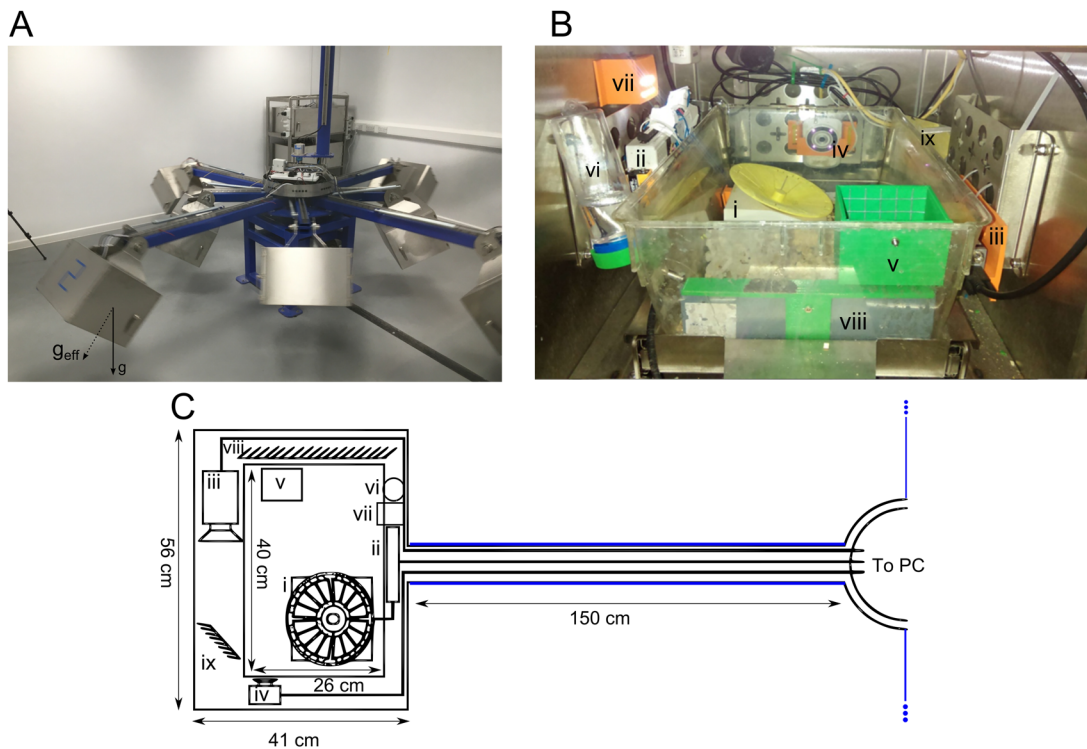 A
B
g_eff
g
vii
vi
ii
iv
ix
i
iii
v
viii
C
viii
iii
v
vi
vii
ii
i
ix
iv
56 cm
40 cm
26 cm
41 cm
150 cm
To PC